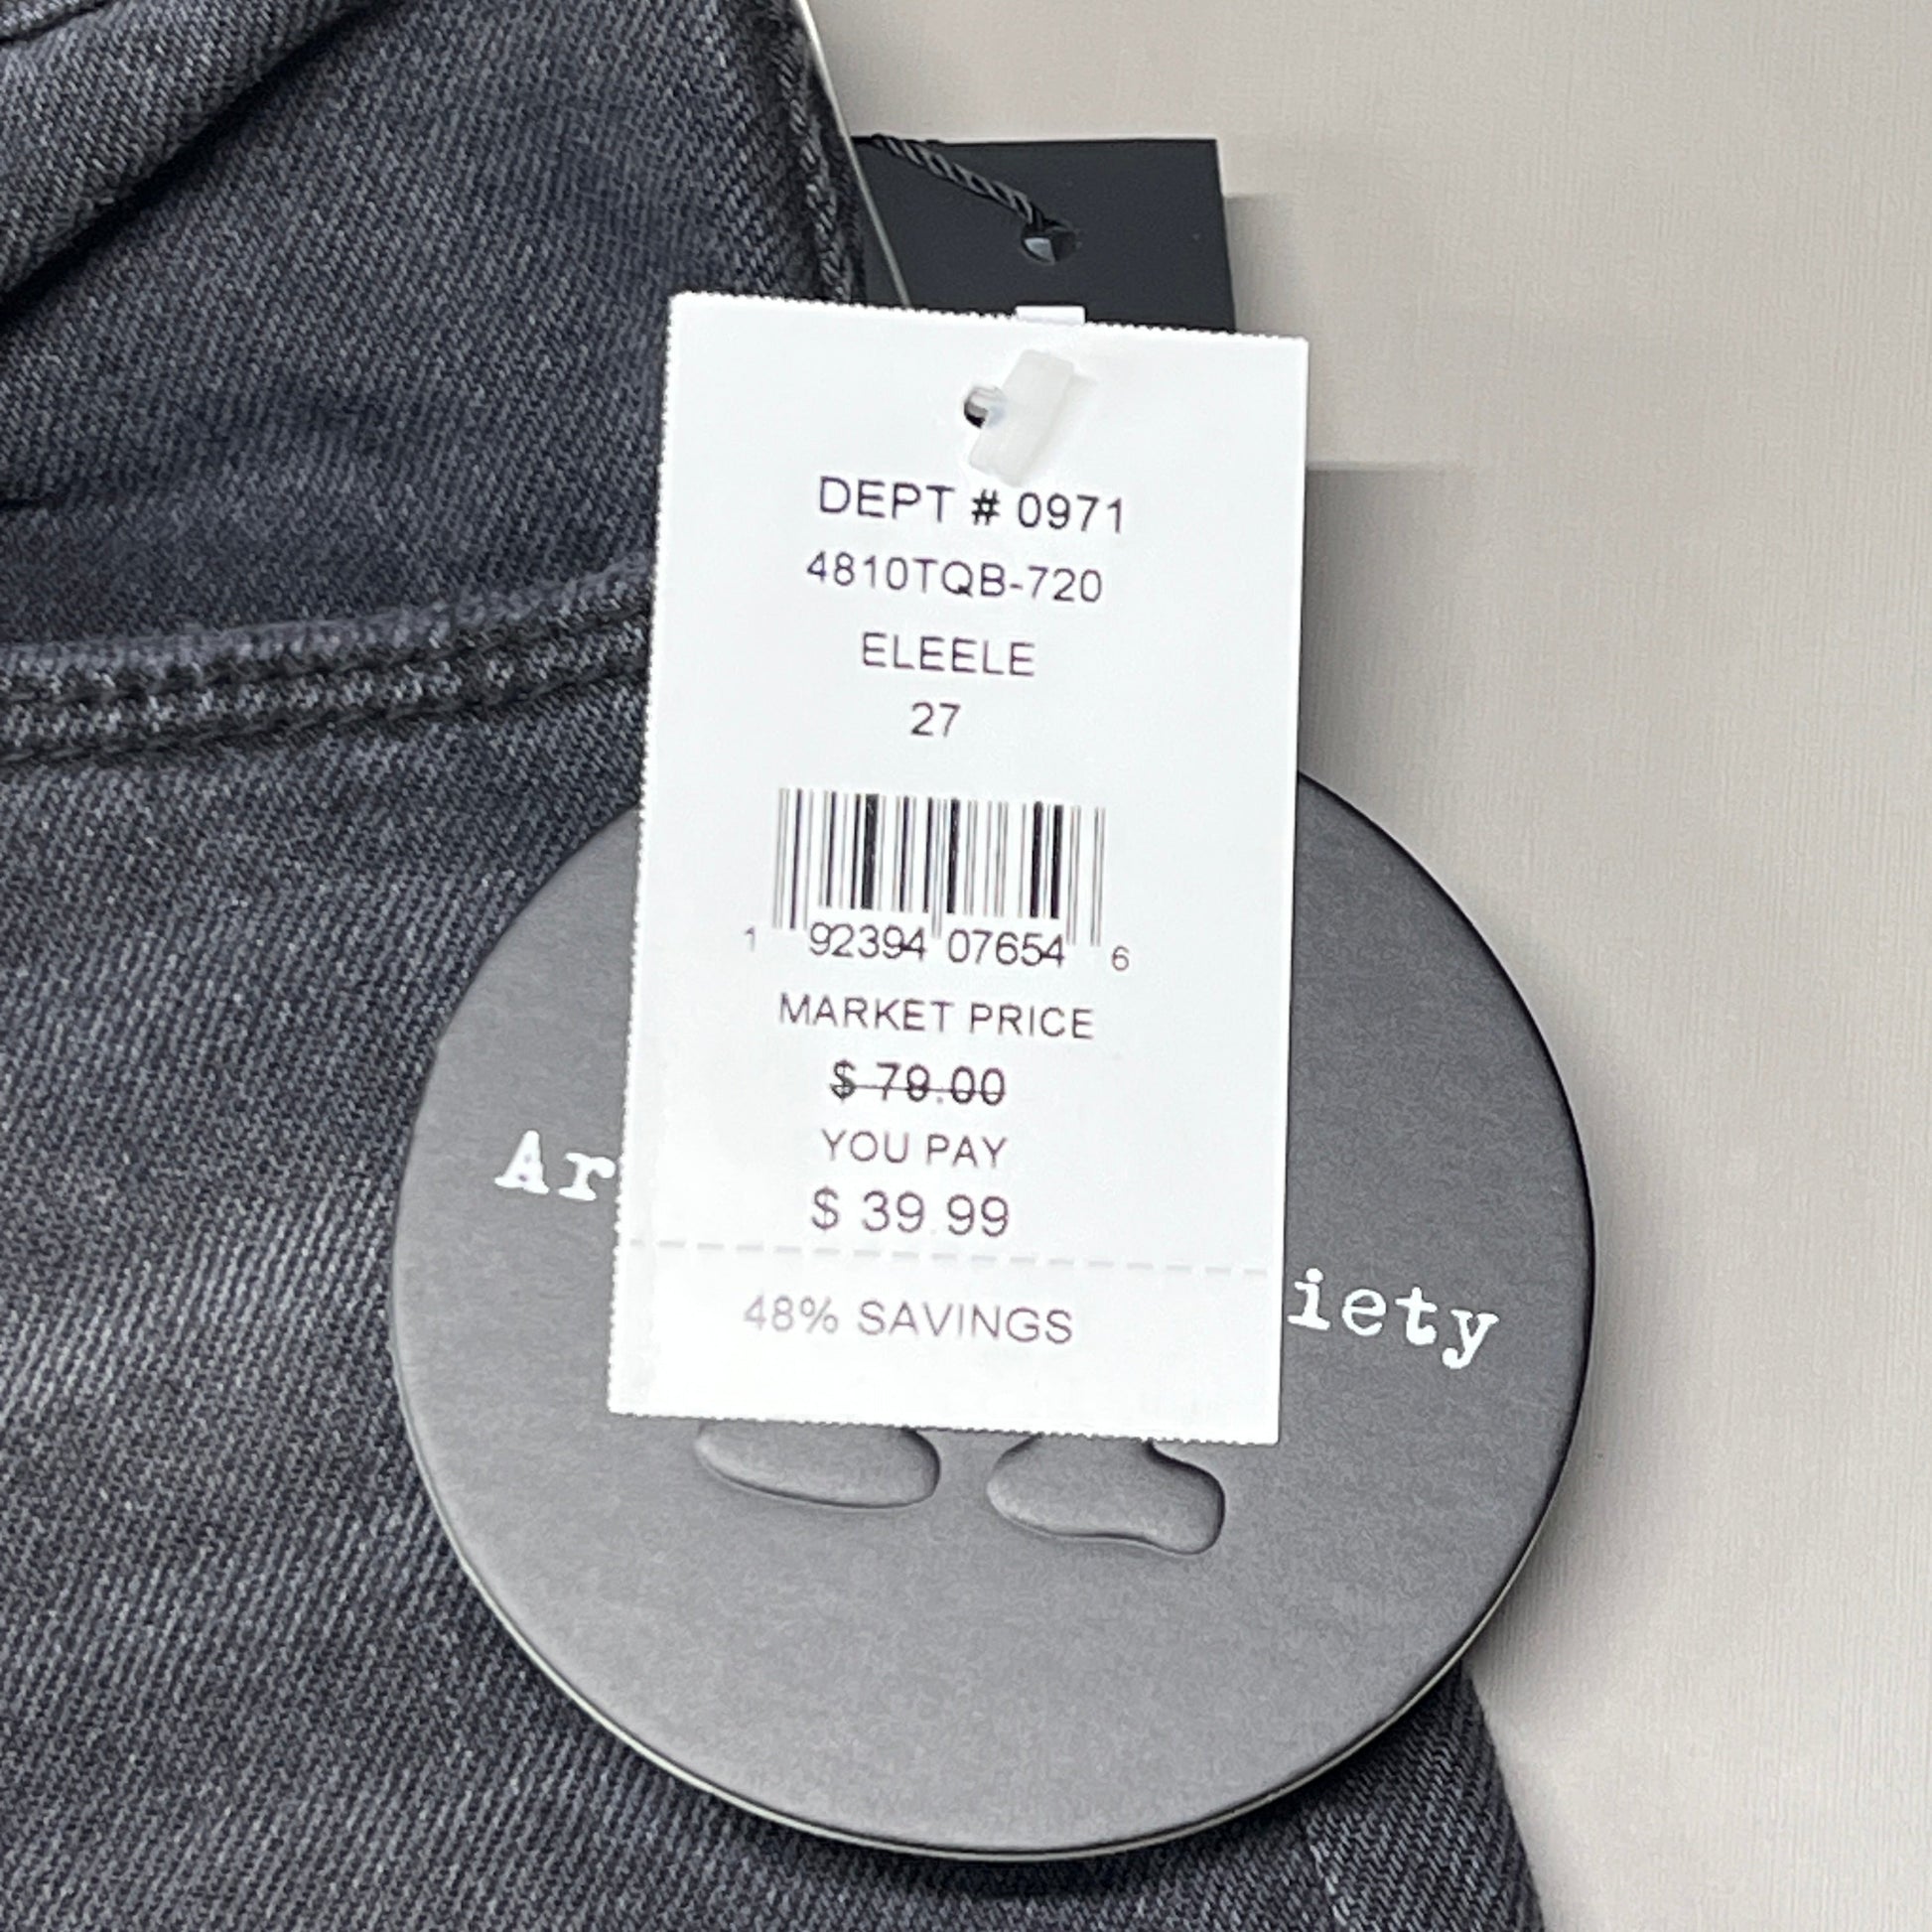 DEPT # 0971
4810TQB-720
ELEELE
27
1 92394 07654 6
MARKET PRICE
$ 78.00
YOU PAY
$ 39.99
48% SAVINGS
Ar
iety